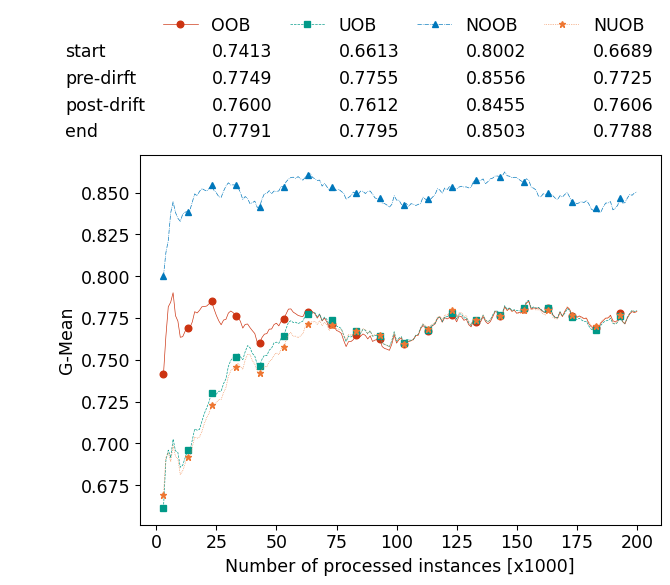 OOB UOB NOOB NUOB
start 0.7413 0.6613 0.8002 0.6689
pre-dirft 0.7749 0.7755 0.8556 0.7725
post-drift 0.7600 0.7612 0.8455 0.7606
end 0.7791 0.7795 0.8503 0.7788
0.850
0.825
0.800
0.775
0.750
0.725
0.700
0.675
G-Mean
0 25 50 75 100 125 150 175 200
Number of processed instances [x1000]